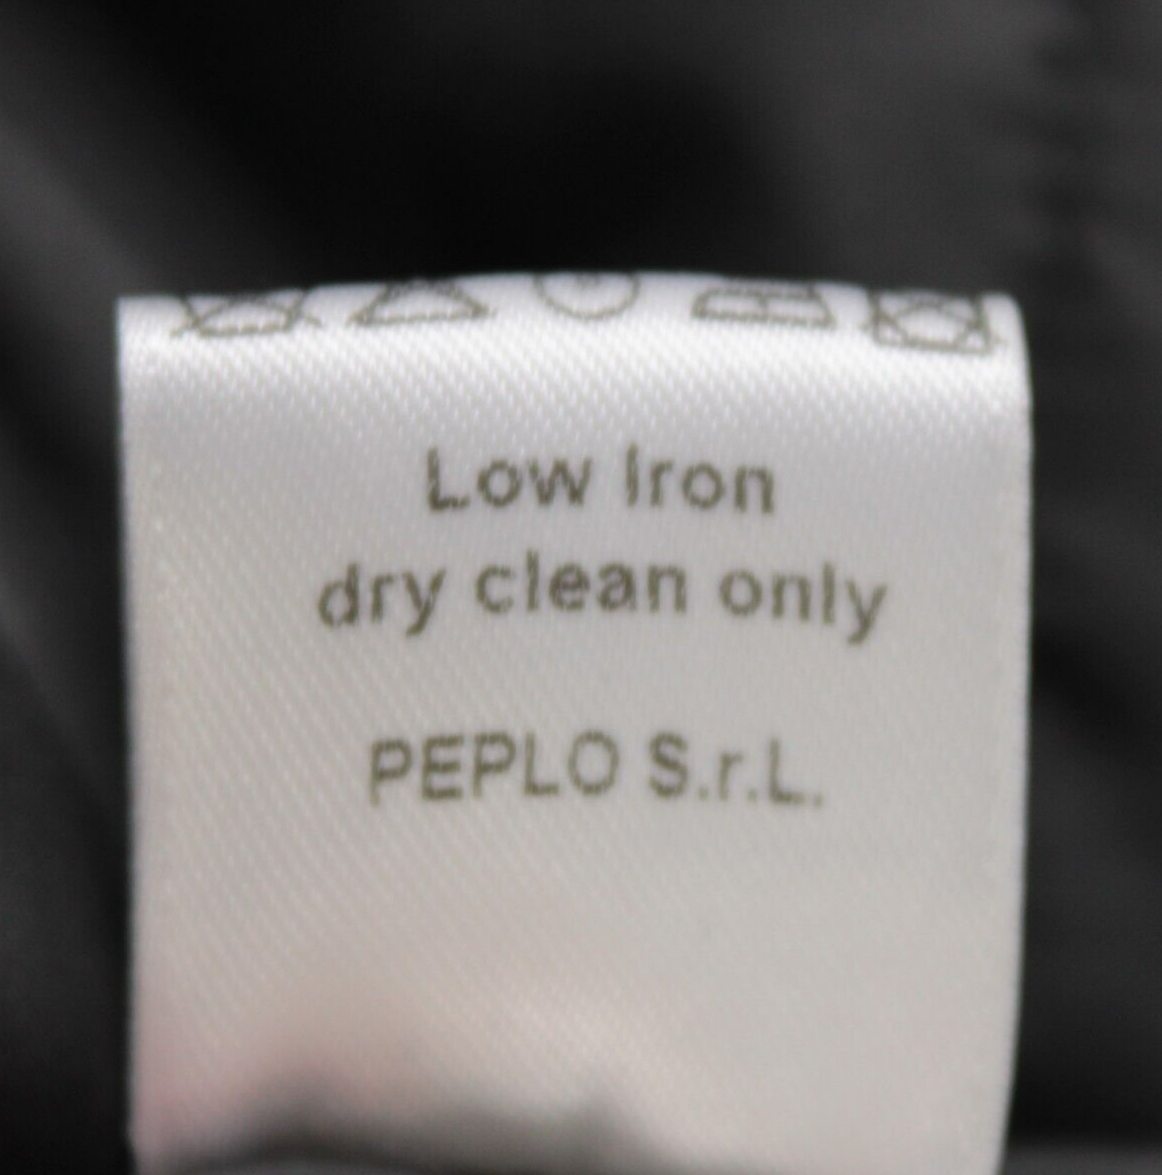 Low Iron
dry clean only
PEPLO S.r.L.